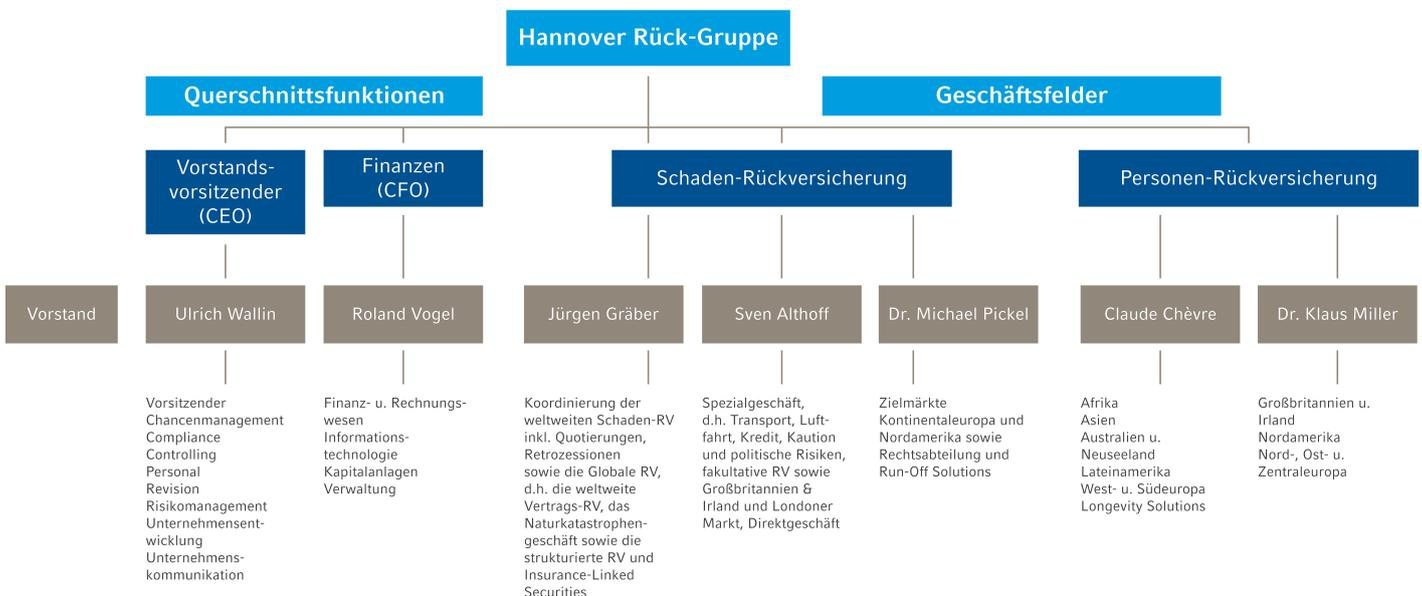 Hannover Rück-Gruppe
Querschnittsfunktionen
Geschäftsfelder
Vorstands-
vorsitzender
(CEO)
Finanzen
(CFO)
Schaden-Rückversicherung
Personen-Rückversicherung
Vorstand
Ulrich Wallin
Roland Vogel
Jürgen Gräber
Sven Althoff
Dr. Michael Pickel
Claude Chèvre
Dr. Klaus Miller
Vorsitzender
Chancenmanagement
Compliance
Controlling
Personal
Revision
Risikomanagement
Unternehmensent-
wicklung
Unternehmens-
kommunikation
Finanz- u. Rechnungs-
wesen
Informations-
technologie
Kapitalanlagen
Verwaltung
Koordinierung der
weltweiten Schaden-RV
inkl. Quotierungen,
Retrozessionen
sowie die Globale RV,
d.h. die weltweite
Vertrags-RV, das
Naturkatastrophen-
geschäft sowie die
strukturierte RV und
Insurance-Linked
Securities
Spezialgeschäft,
d.h. Transport, Luft-
fahrt, Kredit, Kaution
und politische Risiken,
fakultative RV sowie
Großbritannien &
Irland und Londoner
Markt, Direktgeschäft
Zielmärkte
Kontinentaleuropa und
Nordamerika sowie
Rechtsabteilung und
Run-Off Solutions
Afrika
Asien
Australien u.
Neuseeland
Lateinamerika
West- u. Südeuropa
Longevity Solutions
Großbritannien u.
Irland
Nordamerika
Nord-, Ost- u.
Zentraleuropa